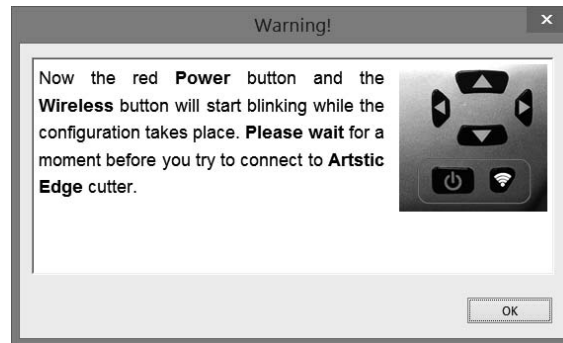 Warning!
x
Now the red Power button and the
Wireless button will start blinking while the
configuration takes place. Please wait for a
moment before you try to connect to Artstic
Edge cutter.
OK